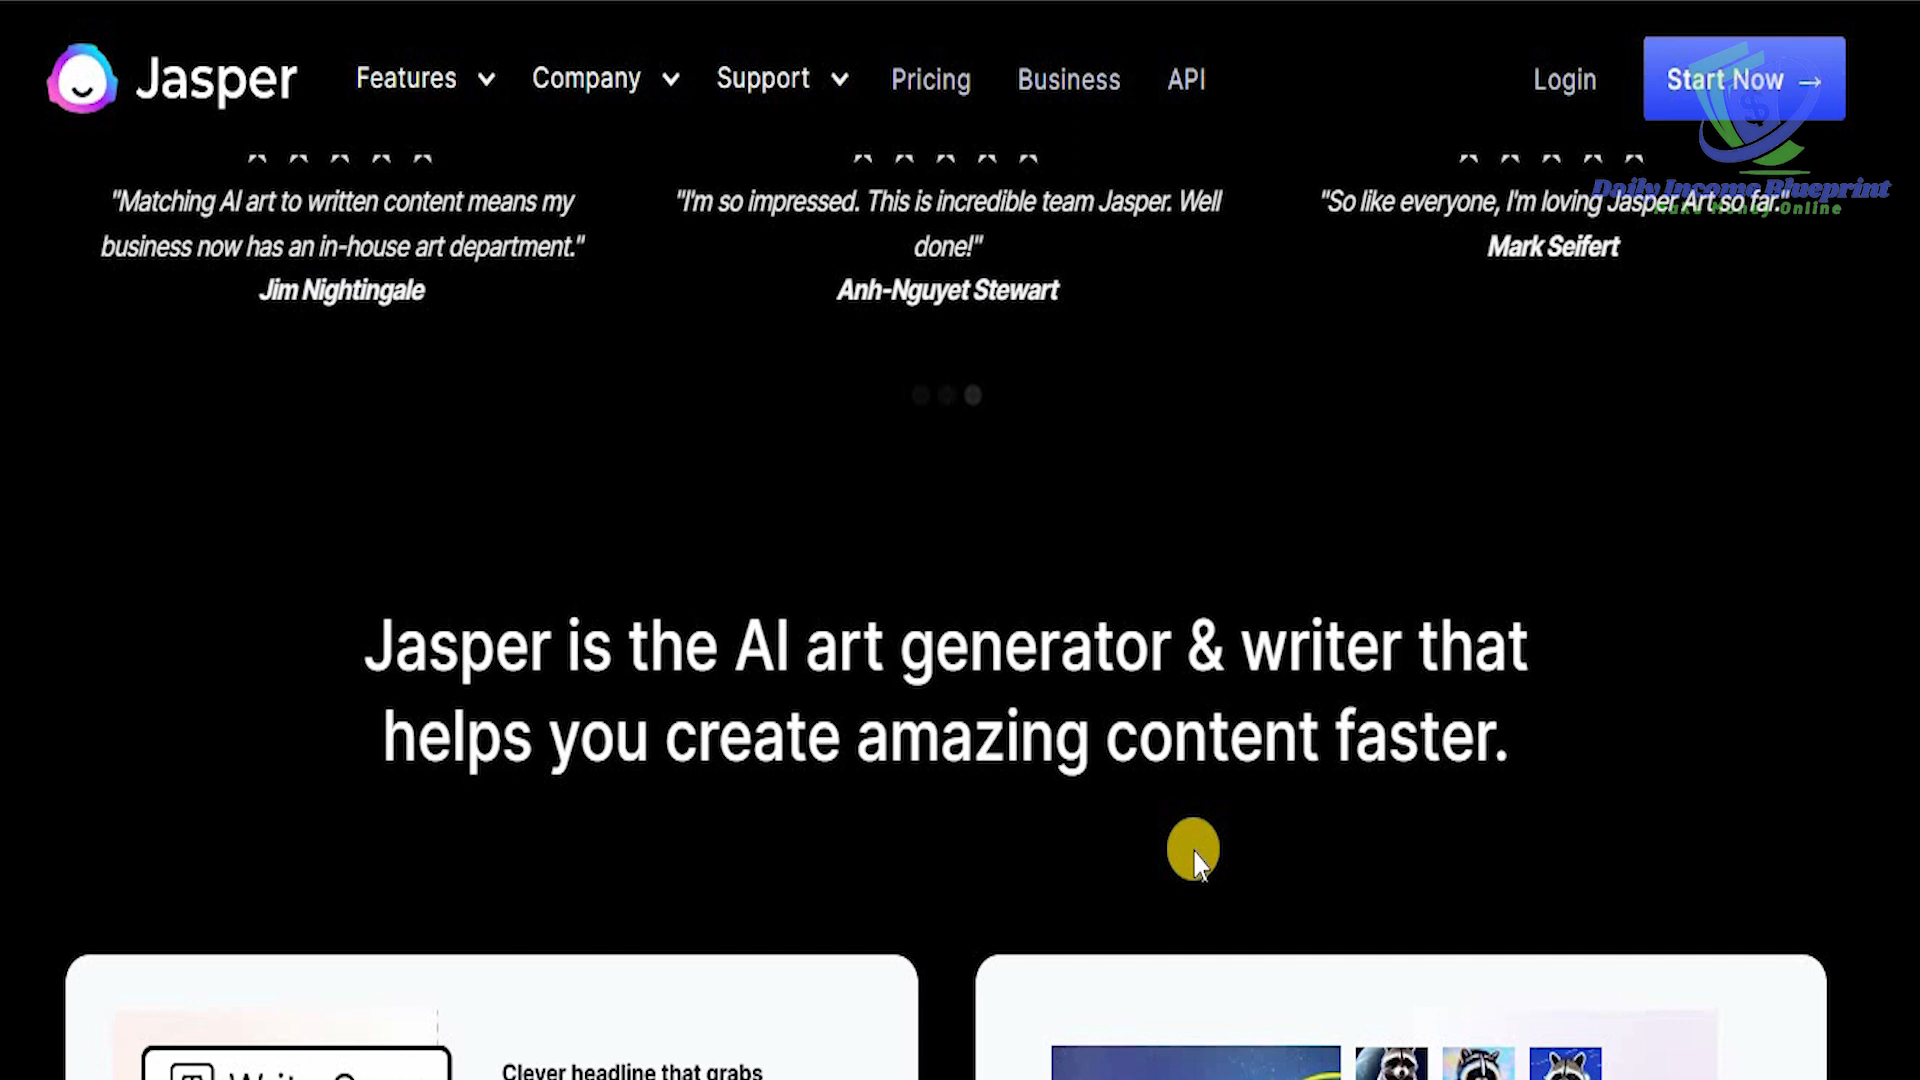 Jasper Features Company Support Pricing Business API Login Start Now →
"Matching AI art to written content means my
business now has an in-house art department."
Jim Nightingale
"I'm so impressed. This is incredible team Jasper. Well
done!"
Anh-Nguyet Stewart
"So like everyone, I'm loving Jasper Art so far."
Mark Seifert
Daily Income Blueprint
Make Money Online
Jasper is the AI art generator & writer that
helps you create amazing content faster.
Clever headline that grabs